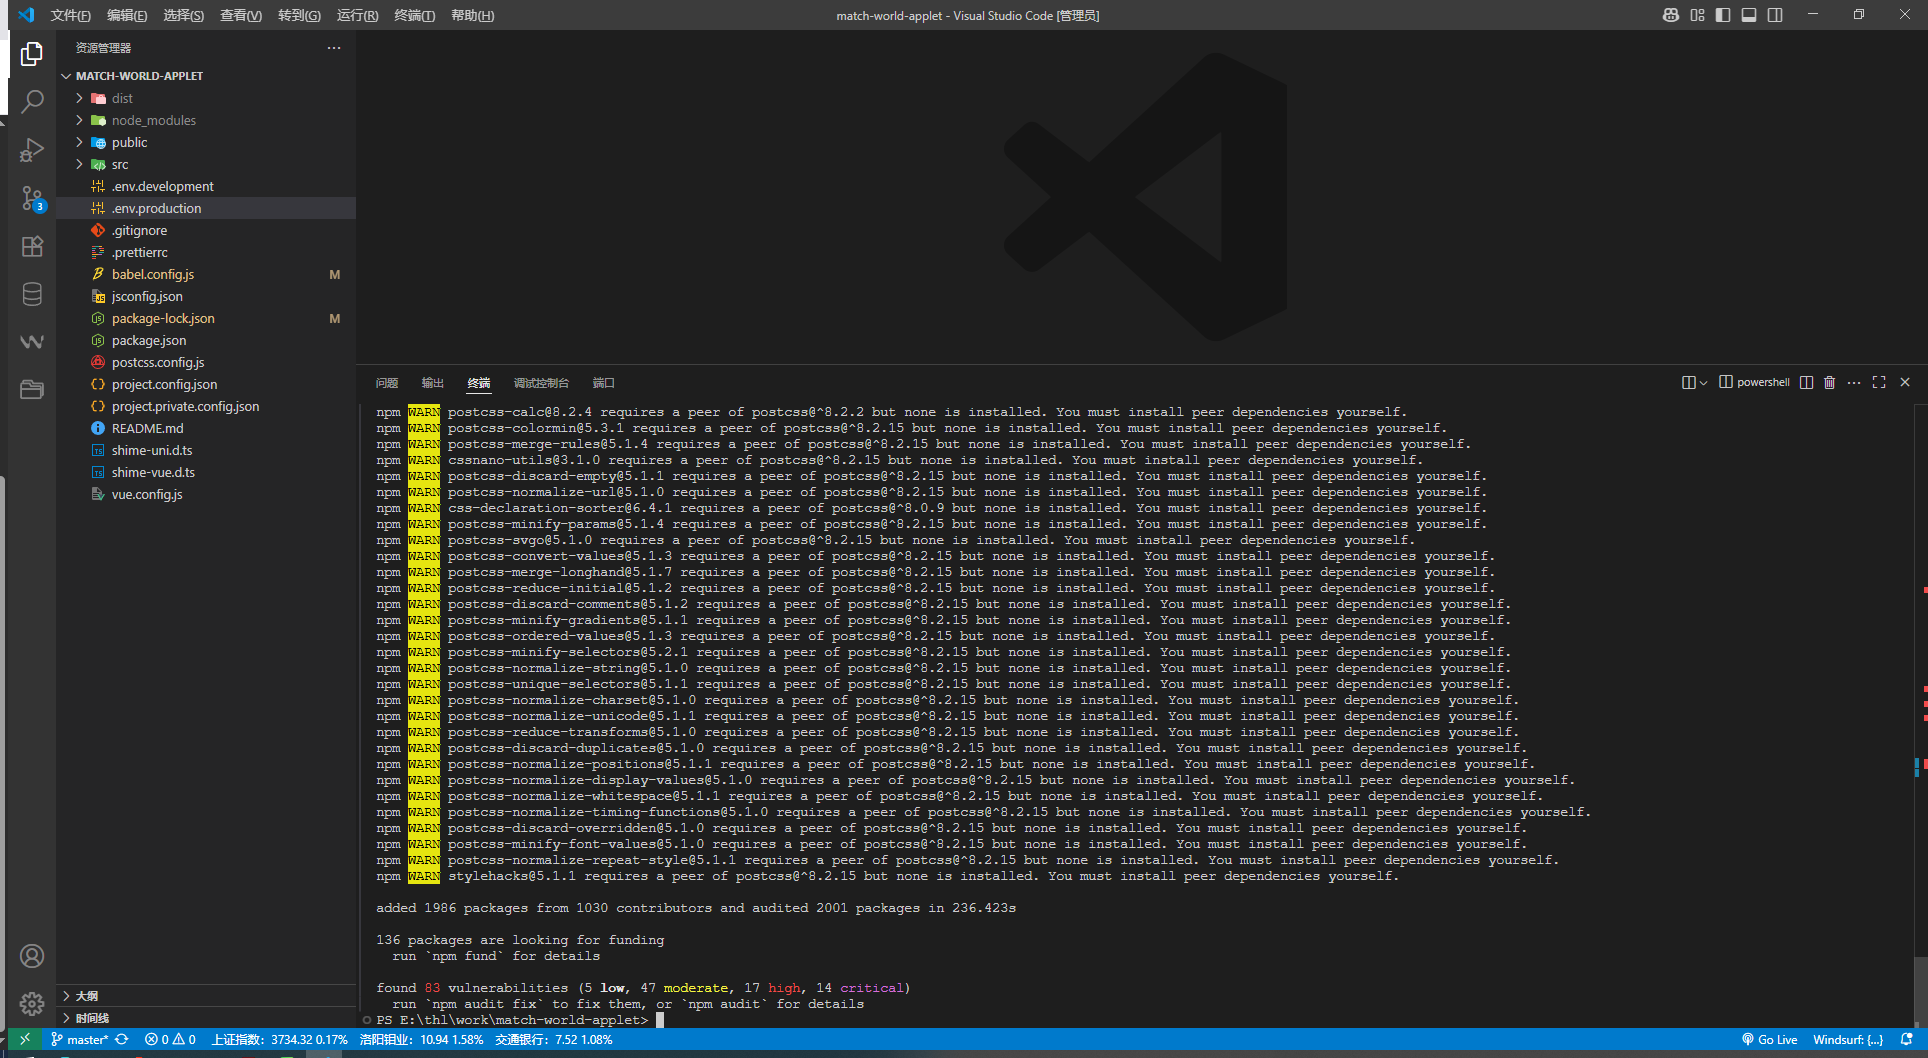 文件(F) 编辑(E) 选择(S) 查看(V) 转到(G) 运行(R) 终端(T) 帮助(H)
match-world-applet - Visual Studio Code [管理员]
资源管理器
MATCH-WORLD-APPLET
dist
node_modules
public
src
.env.development
.env.production
.gitignore
.prettierrc
babel.config.js M
jsconfig.json
package-lock.json M
package.json
postcss.config.js
project.config.json
project.private.config.json
README.md
shime-uni.d.ts
shime-vue.d.ts
vue.config.js
3
大纲
时间线
问题 输出 终端 调试控制台 端口
powershell
npm WARN postcss-calc@8.2.4 requires a peer of postcss@^8.2.2 but none is installed. You must install peer dependencies yourself.
npm WARN postcss-colormin@5.3.1 requires a peer of postcss@^8.2.15 but none is installed. You must install peer dependencies yourself.
npm WARN postcss-merge-rules@5.1.4 requires a peer of postcss@^8.2.15 but none is installed. You must install peer dependencies yourself.
npm WARN cssnano-utils@3.1.0 requires a peer of postcss@^8.2.15 but none is installed. You must install peer dependencies yourself.
npm WARN postcss-discard-empty@5.1.1 requires a peer of postcss@^8.2.15 but none is installed. You must install peer dependencies yourself.
npm WARN postcss-normalize-url@5.1.0 requires a peer of postcss@^8.2.15 but none is installed. You must install peer dependencies yourself.
npm WARN css-declaration-sorter@6.4.1 requires a peer of postcss@^8.0.9 but none is installed. You must install peer dependencies yourself.
npm WARN postcss-minify-params@5.1.4 requires a peer of postcss@^8.2.15 but none is installed. You must install peer dependencies yourself.
npm WARN postcss-svgo@5.1.0 requires a peer of postcss@^8.2.15 but none is installed. You must install peer dependencies yourself.
npm WARN postcss-convert-values@5.1.3 requires a peer of postcss@^8.2.15 but none is installed. You must install peer dependencies yourself.
npm WARN postcss-merge-longhand@5.1.7 requires a peer of postcss@^8.2.15 but none is installed. You must install peer dependencies yourself.
npm WARN postcss-reduce-initial@5.1.2 requires a peer of postcss@^8.2.15 but none is installed. You must install peer dependencies yourself.
npm WARN postcss-discard-comments@5.1.2 requires a peer of postcss@^8.2.15 but none is installed. You must install peer dependencies yourself.
npm WARN postcss-minify-gradients@5.1.1 requires a peer of postcss@^8.2.15 but none is installed. You must install peer dependencies yourself.
npm WARN postcss-ordered-values@5.1.3 requires a peer of postcss@^8.2.15 but none is installed. You must install peer dependencies yourself.
npm WARN postcss-minify-selectors@5.2.1 requires a peer of postcss@^8.2.15 but none is installed. You must install peer dependencies yourself.
npm WARN postcss-normalize-string@5.1.0 requires a peer of postcss@^8.2.15 but none is installed. You must install peer dependencies yourself.
npm WARN postcss-unique-selectors@5.1.1 requires a peer of postcss@^8.2.15 but none is installed. You must install peer dependencies yourself.
npm WARN postcss-normalize-charset@5.1.0 requires a peer of postcss@^8.2.15 but none is installed. You must install peer dependencies yourself.
npm WARN postcss-normalize-unicode@5.1.1 requires a peer of postcss@^8.2.15 but none is installed. You must install peer dependencies yourself.
npm WARN postcss-reduce-transforms@5.1.0 requires a peer of postcss@^8.2.15 but none is installed. You must install peer dependencies yourself.
npm WARN postcss-discard-duplicates@5.1.0 requires a peer of postcss@^8.2.15 but none is installed. You must install peer dependencies yourself.
npm WARN postcss-normalize-positions@5.1.1 requires a peer of postcss@^8.2.15 but none is installed. You must install peer dependencies yourself.
npm WARN postcss-normalize-display-values@5.1.0 requires a peer of postcss@^8.2.15 but none is installed. You must install peer dependencies yourself.
npm WARN postcss-normalize-whitespace@5.1.1 requires a peer of postcss@^8.2.15 but none is installed. You must install peer dependencies yourself.
npm WARN postcss-normalize-timing-functions@5.1.0 requires a peer of postcss@^8.2.15 but none is installed. You must install peer dependencies yourself.
npm WARN postcss-discard-overridden@5.1.0 requires a peer of postcss@^8.2.15 but none is installed. You must install peer dependencies yourself.
npm WARN postcss-minify-font-values@5.1.0 requires a peer of postcss@^8.2.15 but none is installed. You must install peer dependencies yourself.
npm WARN postcss-normalize-repeat-style@5.1.1 requires a peer of postcss@^8.2.15 but none is installed. You must install peer dependencies yourself.
npm WARN stylehacks@5.1.1 requires a peer of postcss@^8.2.15 but none is installed. You must install peer dependencies yourself.
added 1986 packages from 1030 contributors and audited 2001 packages in 236.423s
136 packages are looking for funding
run `npm fund` for details
found 83 vulnerabilities (5 low, 47 moderate, 17 high, 14 critical)
run `npm audit fix` to fix them, or `npm audit` for details
PS E:\thl\work\match-world-applet>
master* 0 0 上证指数：3734.32 0.17% 洛阳钼业：10.94 1.58% 交通银行：7.52 1.08% Go Live Windsurf: {...}